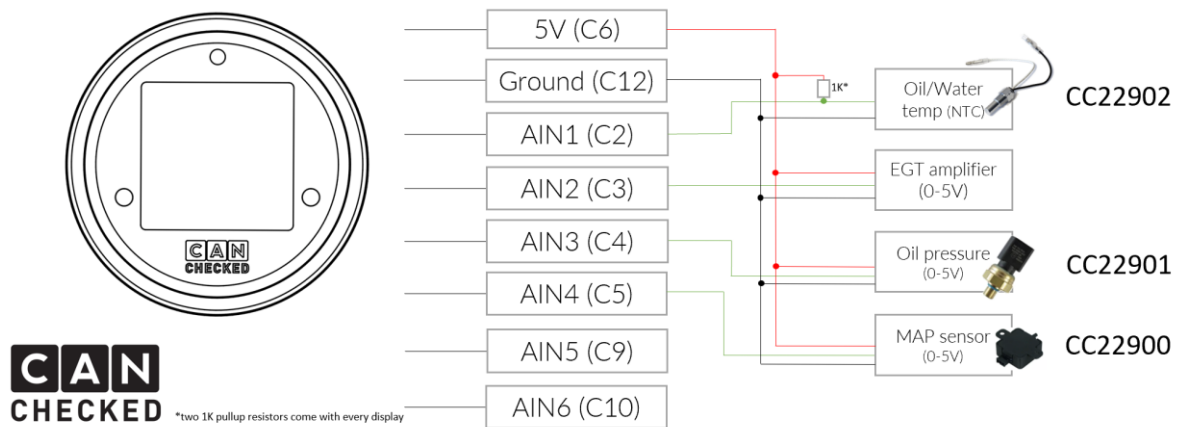 5V (C6)
Ground (C12)
AIN1 (C2)
AIN2 (C3)
AIN3 (C4)
AIN4 (C5)
AIN5 (C9)
AIN6 (C10)
1K*
Oil/Water
temp (NTC)
CC22902
EGT amplifier
(0-5V)
Oil pressure
(0-5V)
CC22901
MAP sensor
(0-5V)
CC22900
CAN
CHECKED
CAN
CHECKED
*two 1K pullup resistors come with every display